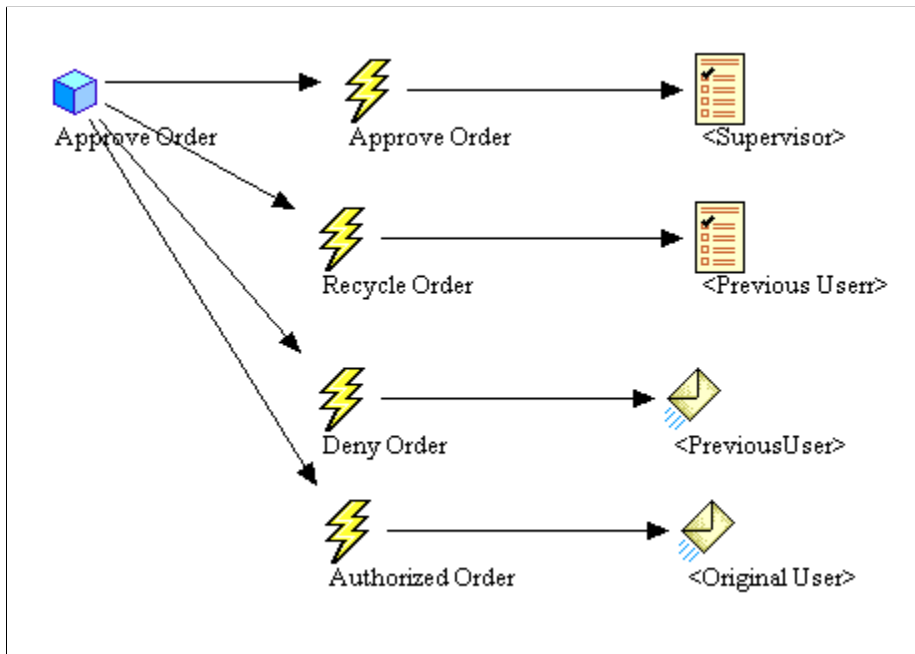 Approve Order
Approve Order
<Supervisor>
Recycle Order
<Previous Userr>
Deny Order
<PreviousUser>
Authorized Order
<Original User>